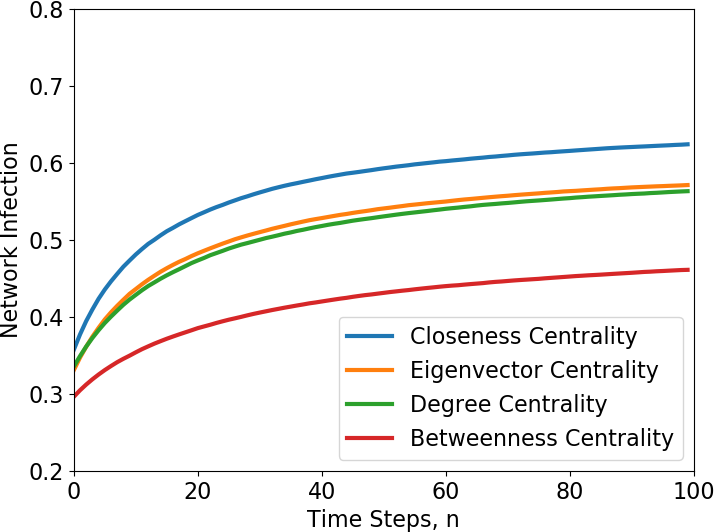 0.8
0.7
0.6
0.5
0.4
0.3
0.2
Network Infection
Closeness Centrality
Eigenvector Centrality
Degree Centrality
Betweenness Centrality
0 20 40 60 80 100
Time Steps, n